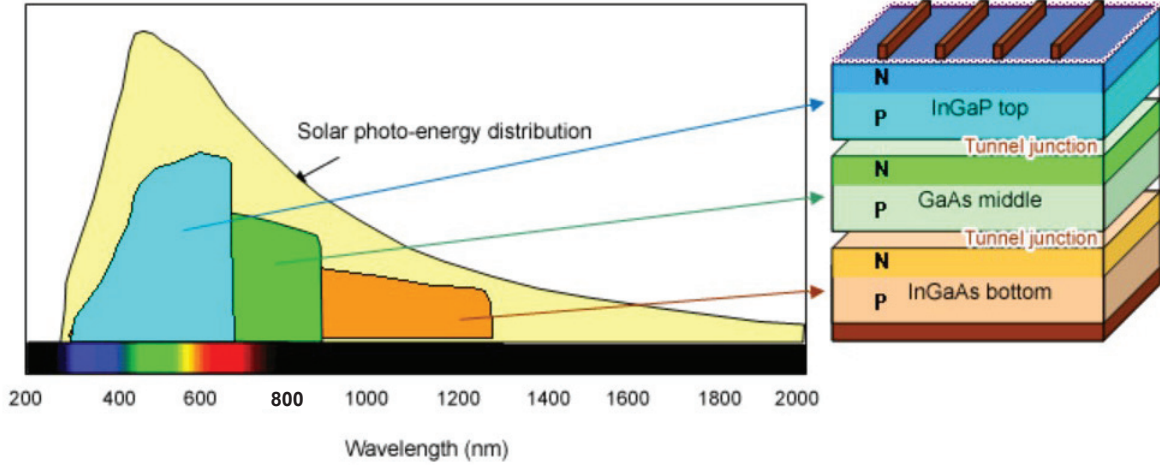 Solar photo-energy distribution
200 400 600 800 1000 1200 1400 1600 1800 2000
Wavelength (nm)
N
InGaP top
P
Tunnel junction
N
GaAs middle
P
Tunnel junction
N
InGaAs bottom
P